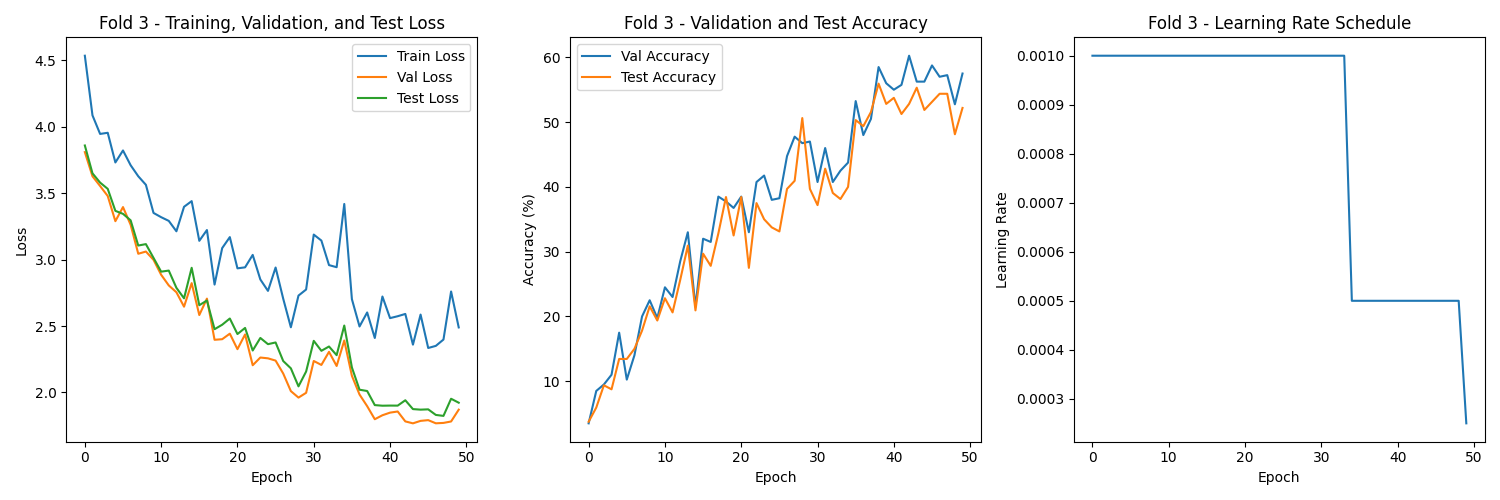 Fold 3 - Training, Validation, and Test Loss
Train Loss
Val Loss
Test Loss
Loss
4.5
4.0
3.5
3.0
2.5
2.0
0 10 20 30 40 50
Epoch
Fold 3 - Validation and Test Accuracy
Val Accuracy
Test Accuracy
Accuracy (%)
60
50
40
30
20
10
0 10 20 30 40 50
Epoch
Fold 3 - Learning Rate Schedule
Learning Rate
0.0010
0.0009
0.0008
0.0007
0.0006
0.0005
0.0004
0.0003
0 10 20 30 40 50
Epoch